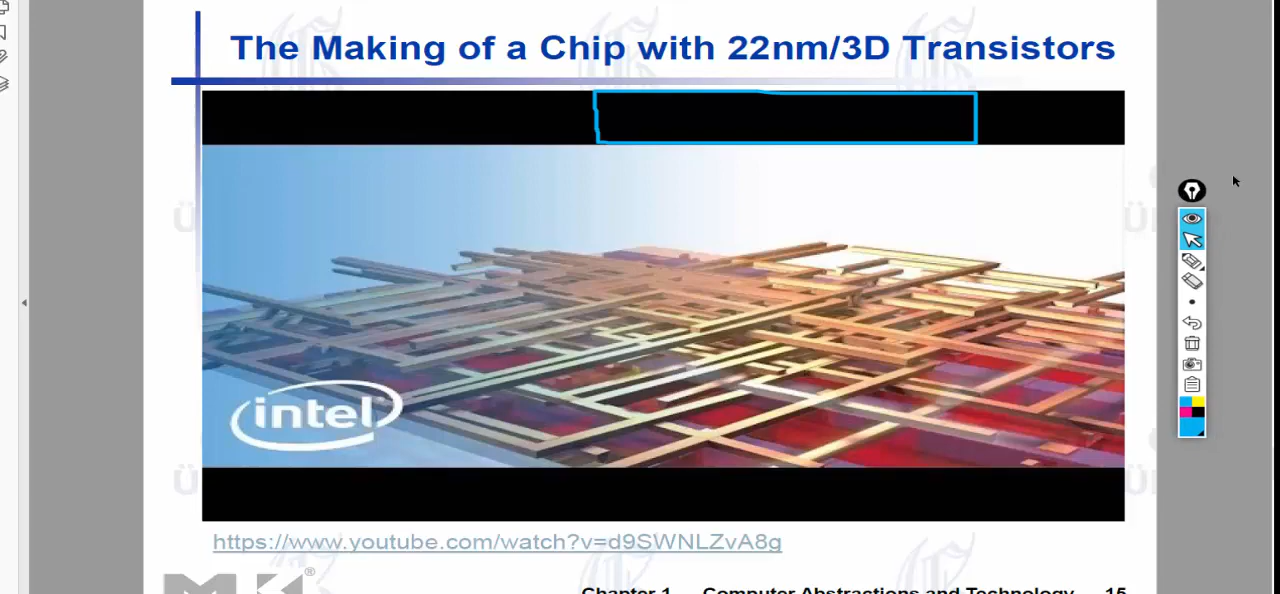 The Making of a Chip with 22nm/3D Transistors
intel
https://www.youtube.com/watch?v=d9SWNLZvA8g
Chapter 1 Computer Abstractions and Technology 15